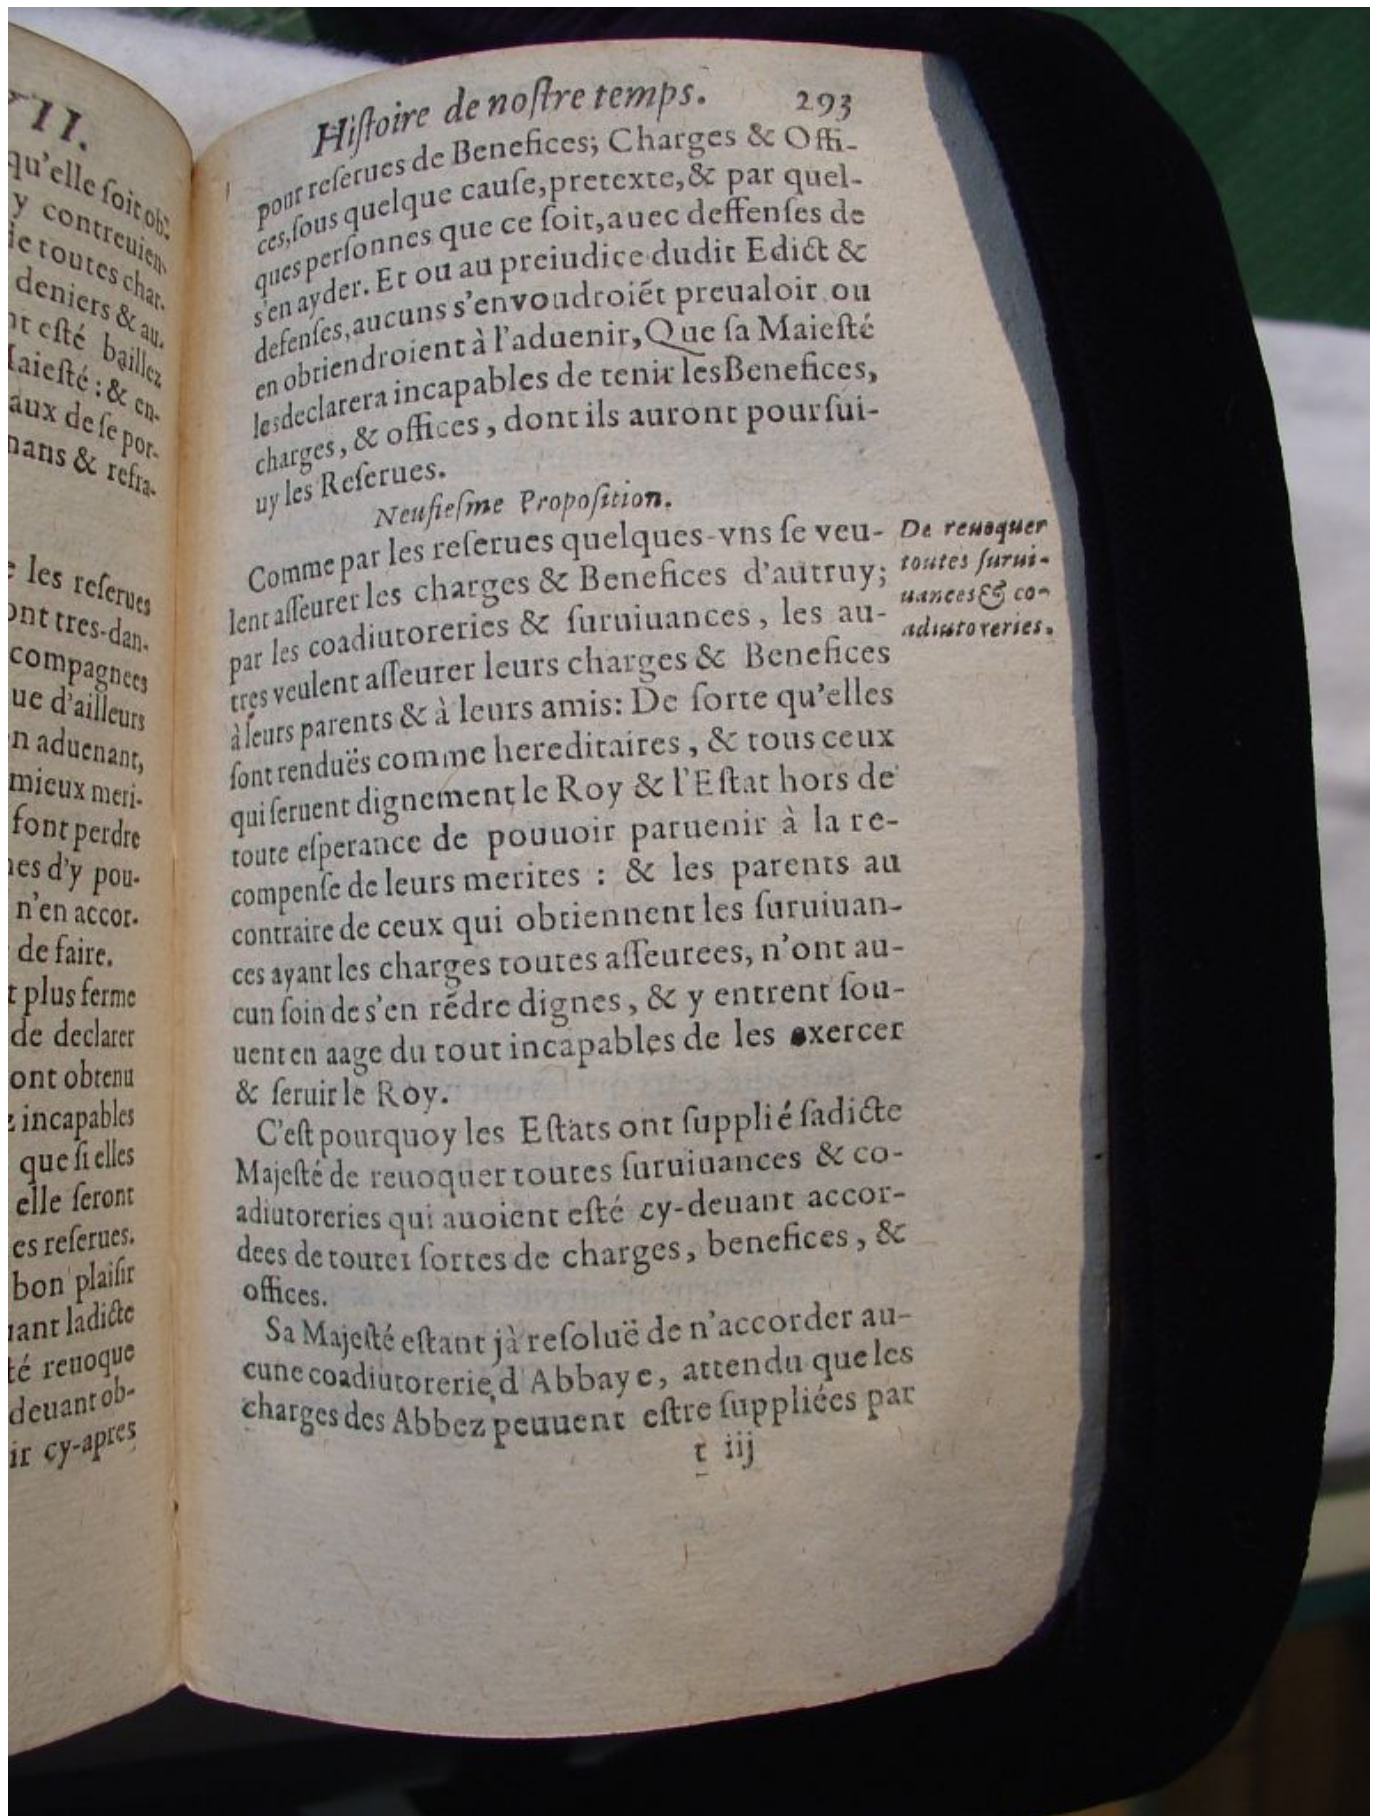 VII.
qu'elle ſoit ob-
y contreuien-
ie toutes char-
deniers & au-
nt eſté baillez
Maieſté : & en-
aux de ſe por-
nans & refra-
e les reſerues
ont tres-dan-
compagnees
ue d'ailleurs
n aduenant,
mieux meri-
font perdre
nes d'y pou-
n'en accor-
de faire.
t plus ferme
de declarer
ont obtenu
z incapables
que ſi elles
elle ſeront
es reſerues.
bon plaiſir
uant ladicte
té reuoque
deuant ob-
ir cy-apres
Hiſtoire de noſtre temps. 293
pour reſerues de Benefices; Charges & Offi-
ces, ſous quelque cauſe, pretexte, & par quel-
ques perſonnes que ce ſoit, auec deffenſes de
s'en ayder. Et ou au preiudice dudit Edict &
defenſes, aucuns s'en voudroiét preualoir ou
en obtiendroient à l'aduenir, Que ſa Maieſté
les declarera incapables de tenir les Benefices,
charges, & offices, dont ils auront pourſui-
uy les Reſerues.
Neufieſme Propoſition.
Comme par les reſerues quelques-vns ſe veu-
lent aſſeurer les charges & Benefices d'autruy;
par les coadiutoreries & ſuruiuances, les au-
tres veulent aſſeurer leurs charges & Benefices
à leurs parents & à leurs amis: De ſorte qu'elles
ſont renduës comme hereditaires, & tous ceux
qui ſeruent dignement le Roy & l'Eſtat hors de
toute eſperance de pouuoir paruenir à la re-
compenſe de leurs merites : & les parents au
contraire de ceux qui obtiennent les ſuruiuan-
ces ayant les charges toutes aſſeurees, n'ont au-
cun ſoin de s'en rédre dignes, & y entrent ſou-
uent en aage du tout incapables de les exercer
& ſeruir le Roy.
C'eſt pourquoy les Eſtats ont ſupplié ſadicte
Majeſté de reuoquer toutes ſuruiuances & co-
adiutoreries qui auoient eſté cy-deuant accor-
dees de toutes ſortes de charges, benefices, &
offices.
Sa Majeſté eſtant jà reſoluë de n'accorder au-
cune coadiutorerie d'Abbaye, attendu que les
charges des Abbez peuuent eſtre ſuppliées par
t iij
De reuoquer
toutes ſurui-
uances & co-
adiutoreries.